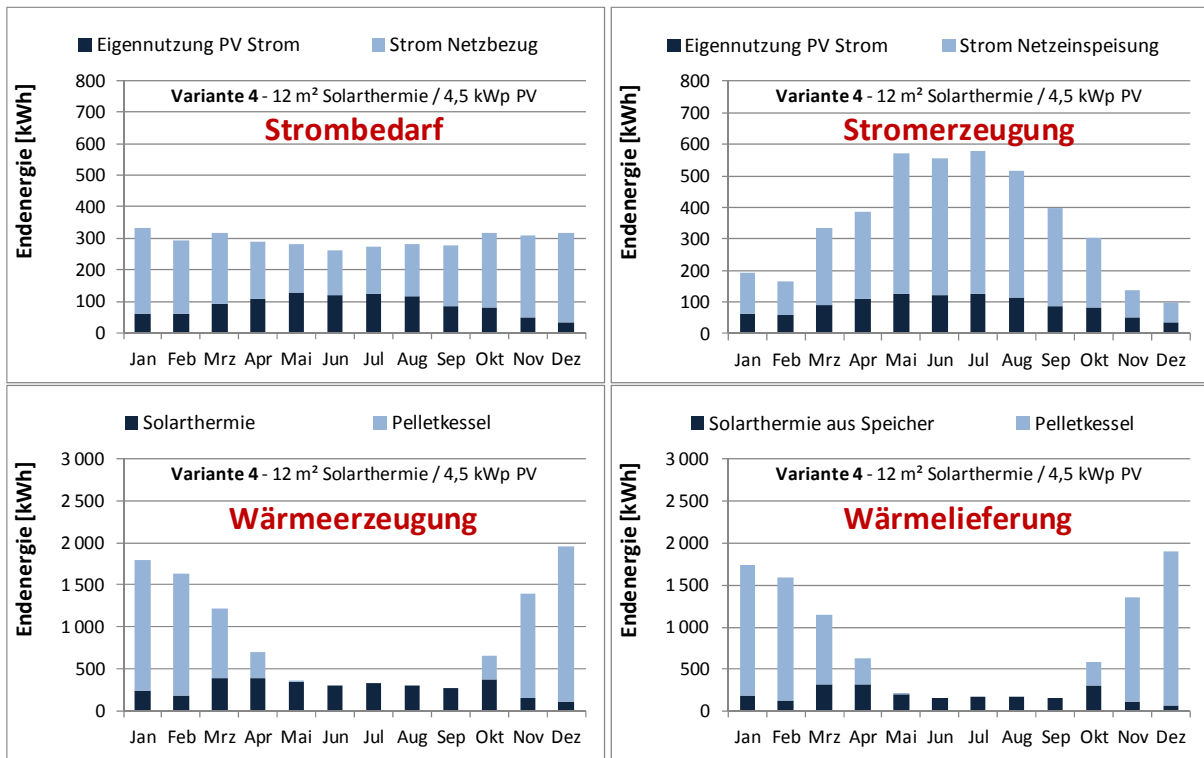 Eigennutzung PV Strom Strom Netzbezug
Endenergie [kWh]
800
700
600
500
400
300
200
100
0
Variante 4 - 12 m² Solarthermie / 4,5 kWp PV
Strombedarf
Jan Feb Mrz Apr Mai Jun Jul Aug Sep Okt Nov Dez
Eigennutzung PV Strom Strom Netzeinspeisung
Endenergie [kWh]
800
700
600
500
400
300
200
100
0
Variante 4 - 12 m² Solarthermie / 4,5 kWp PV
Stromerzeugung
Jan Feb Mrz Apr Mai Jun Jul Aug Sep Okt Nov Dez
Solarthermie Pelletkessel
Endenergie [kWh]
3 000
2 500
2 000
1 500
1 000
500
0
Variante 4 - 12 m² Solarthermie / 4,5 kWp PV
Wärmeerzeugung
Jan Feb Mrz Apr Mai Jun Jul Aug Sep Okt Nov Dez
Solarthermie aus Speicher Pelletkessel
Endenergie [kWh]
3 000
2 500
2 000
1 500
1 000
500
0
Variante 4 - 12 m² Solarthermie / 4,5 kWp PV
Wärmelieferung
Jan Feb Mrz Apr Mai Jun Jul Aug Sep Okt Nov Dez